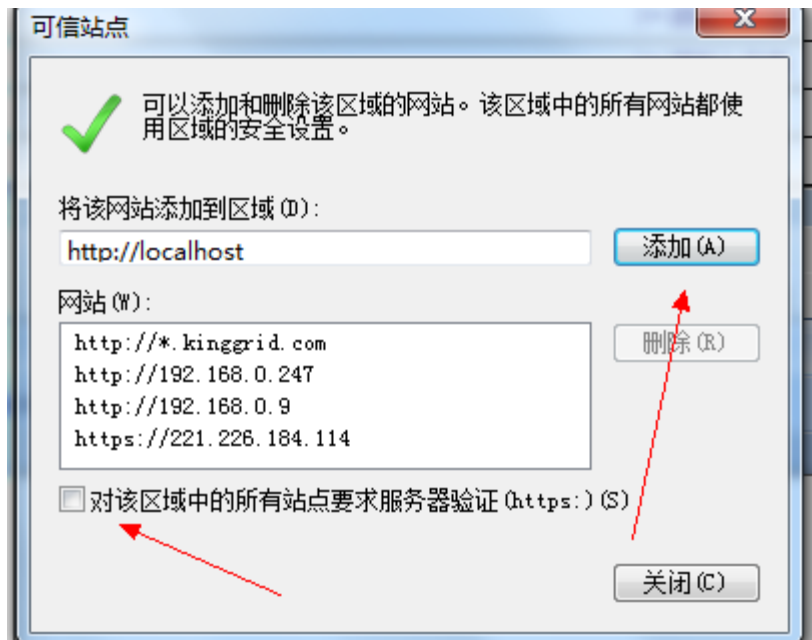 可信站点
可以添加和删除该区域的网站。该区域中的所有网站都使
用区域的安全设置。
将该网站添加到区域(D):
http://localhost
添加(A)
网站(W):
http://*.kinggrid.com
http://192.168.0.247
http://192.168.0.9
https://221.226.184.114
删除(R)
对该区域中的所有站点要求服务器验证(https:)(S)
关闭(C)